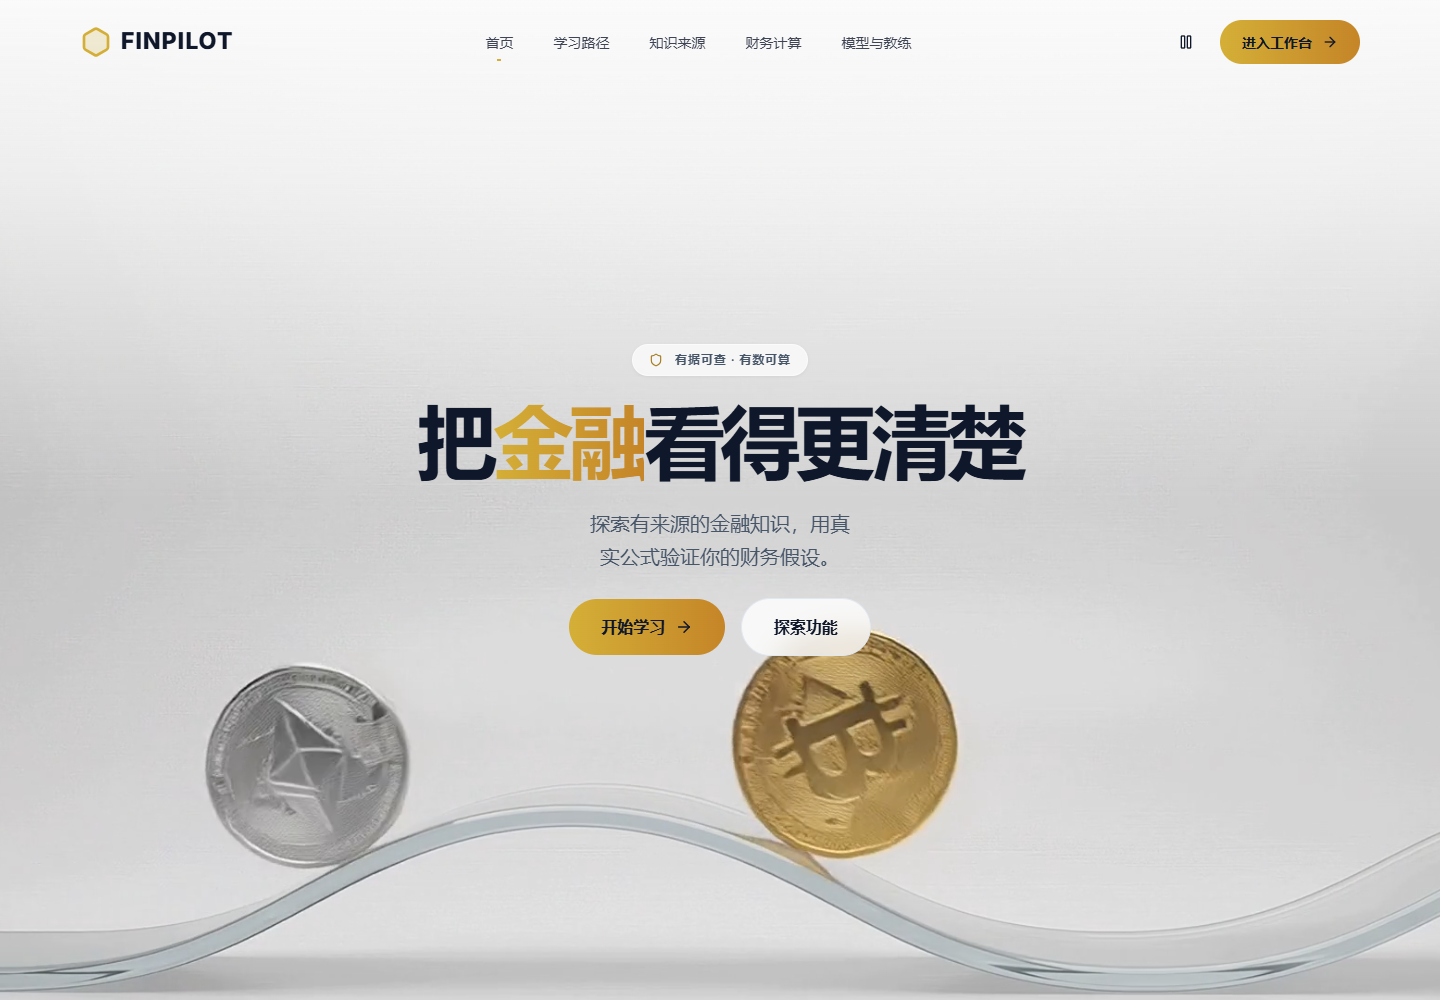 FINPILOT
首页
学习路径
知识来源
财务计算
模型与教练
进入工作台
有据可查 · 有数可算
把金融看得更清楚
探索有来源的金融知识，用真
实公式验证你的财务假设。
开始学习
探索功能